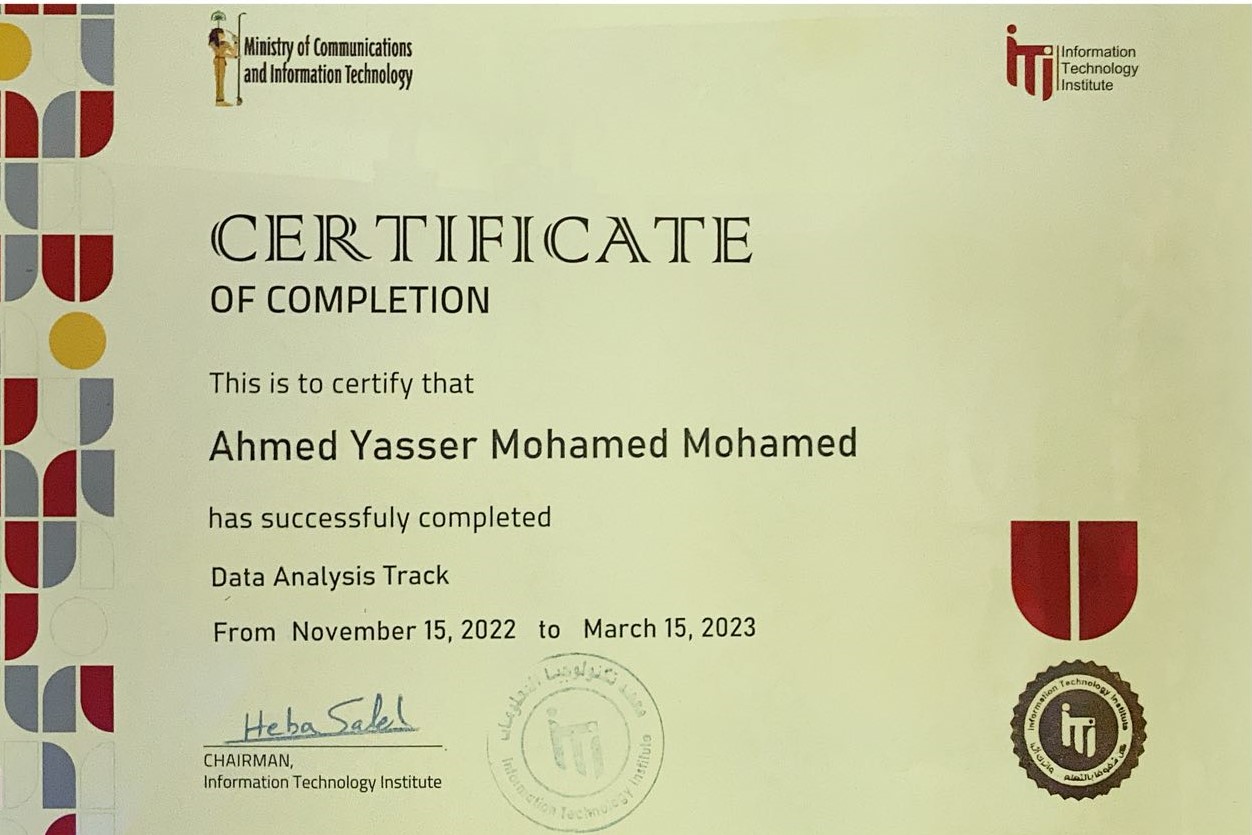 Ministry of Communications
and Information Technology
iTi
Information
Technology
Institute
CERTIFICATE
OF COMPLETION
This is to certify that
Ahmed Yasser Mohamed Mohamed
has successfuly completed
Data Analysis Track
From November 15, 2022 to March 15, 2023
Heba Saleh
CHAIRMAN,
Information Technology Institute
معهد تكنولوجيا المعلومات
iTi
Information Technology Institute
Information Technology Institute
iTi